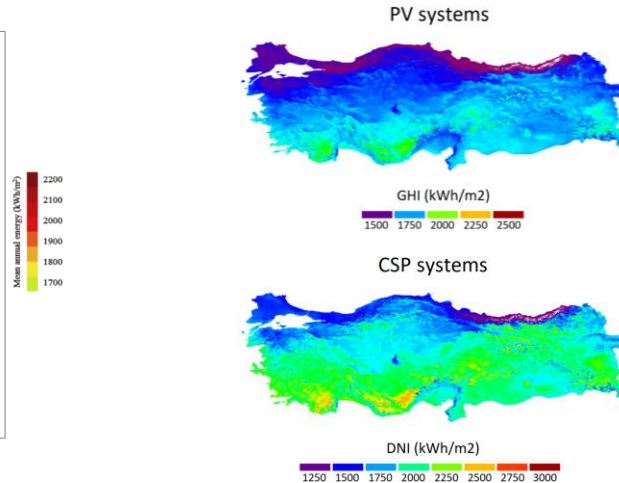 PV systems
GHI (kWh/m2)
1500 1750 2000 2250 2500
Mean annual energy (kWh/m²)
2200
2100
2000
1900
1800
1700
CSP systems
DNI (kWh/m2)
1250 1500 1750 2000 2250 2500 2750 3000